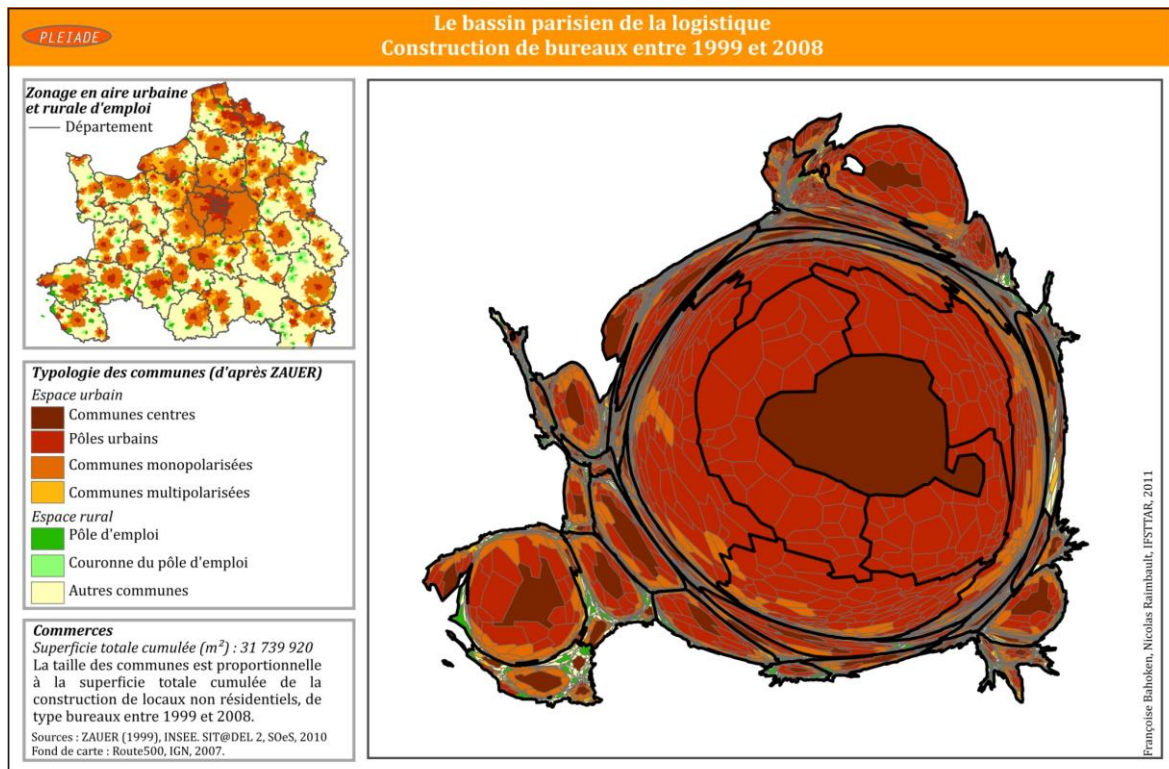 PLEIADE
Le bassin parisien de la logistique
Construction de bureaux entre 1999 et 2008
Zonage en aire urbaine
et rurale d'emploi
Département
Typologie des communes (d'après ZAUER)
Espace urbain
Communes centres
Pôles urbains
Communes monopolarisées
Communes multipolarisées
Espace rural
Pôle d'emploi
Couronne du pôle d'emploi
Autres communes
Commerces
Superficie totale cumulée (m²) : 31 739 920
La taille des communes est proportionnelle
à la superficie totale cumulée de la
construction de locaux non résidentiels, de
type bureaux entre 1999 et 2008.
Sources : ZAUER (1999), INSEE. SIT@DEL 2, SOeS, 2010
Fond de carte : Route500, IGN, 2007.
Françoise Bahoken, Nicolas Raimbault, IFSTTAR, 2011